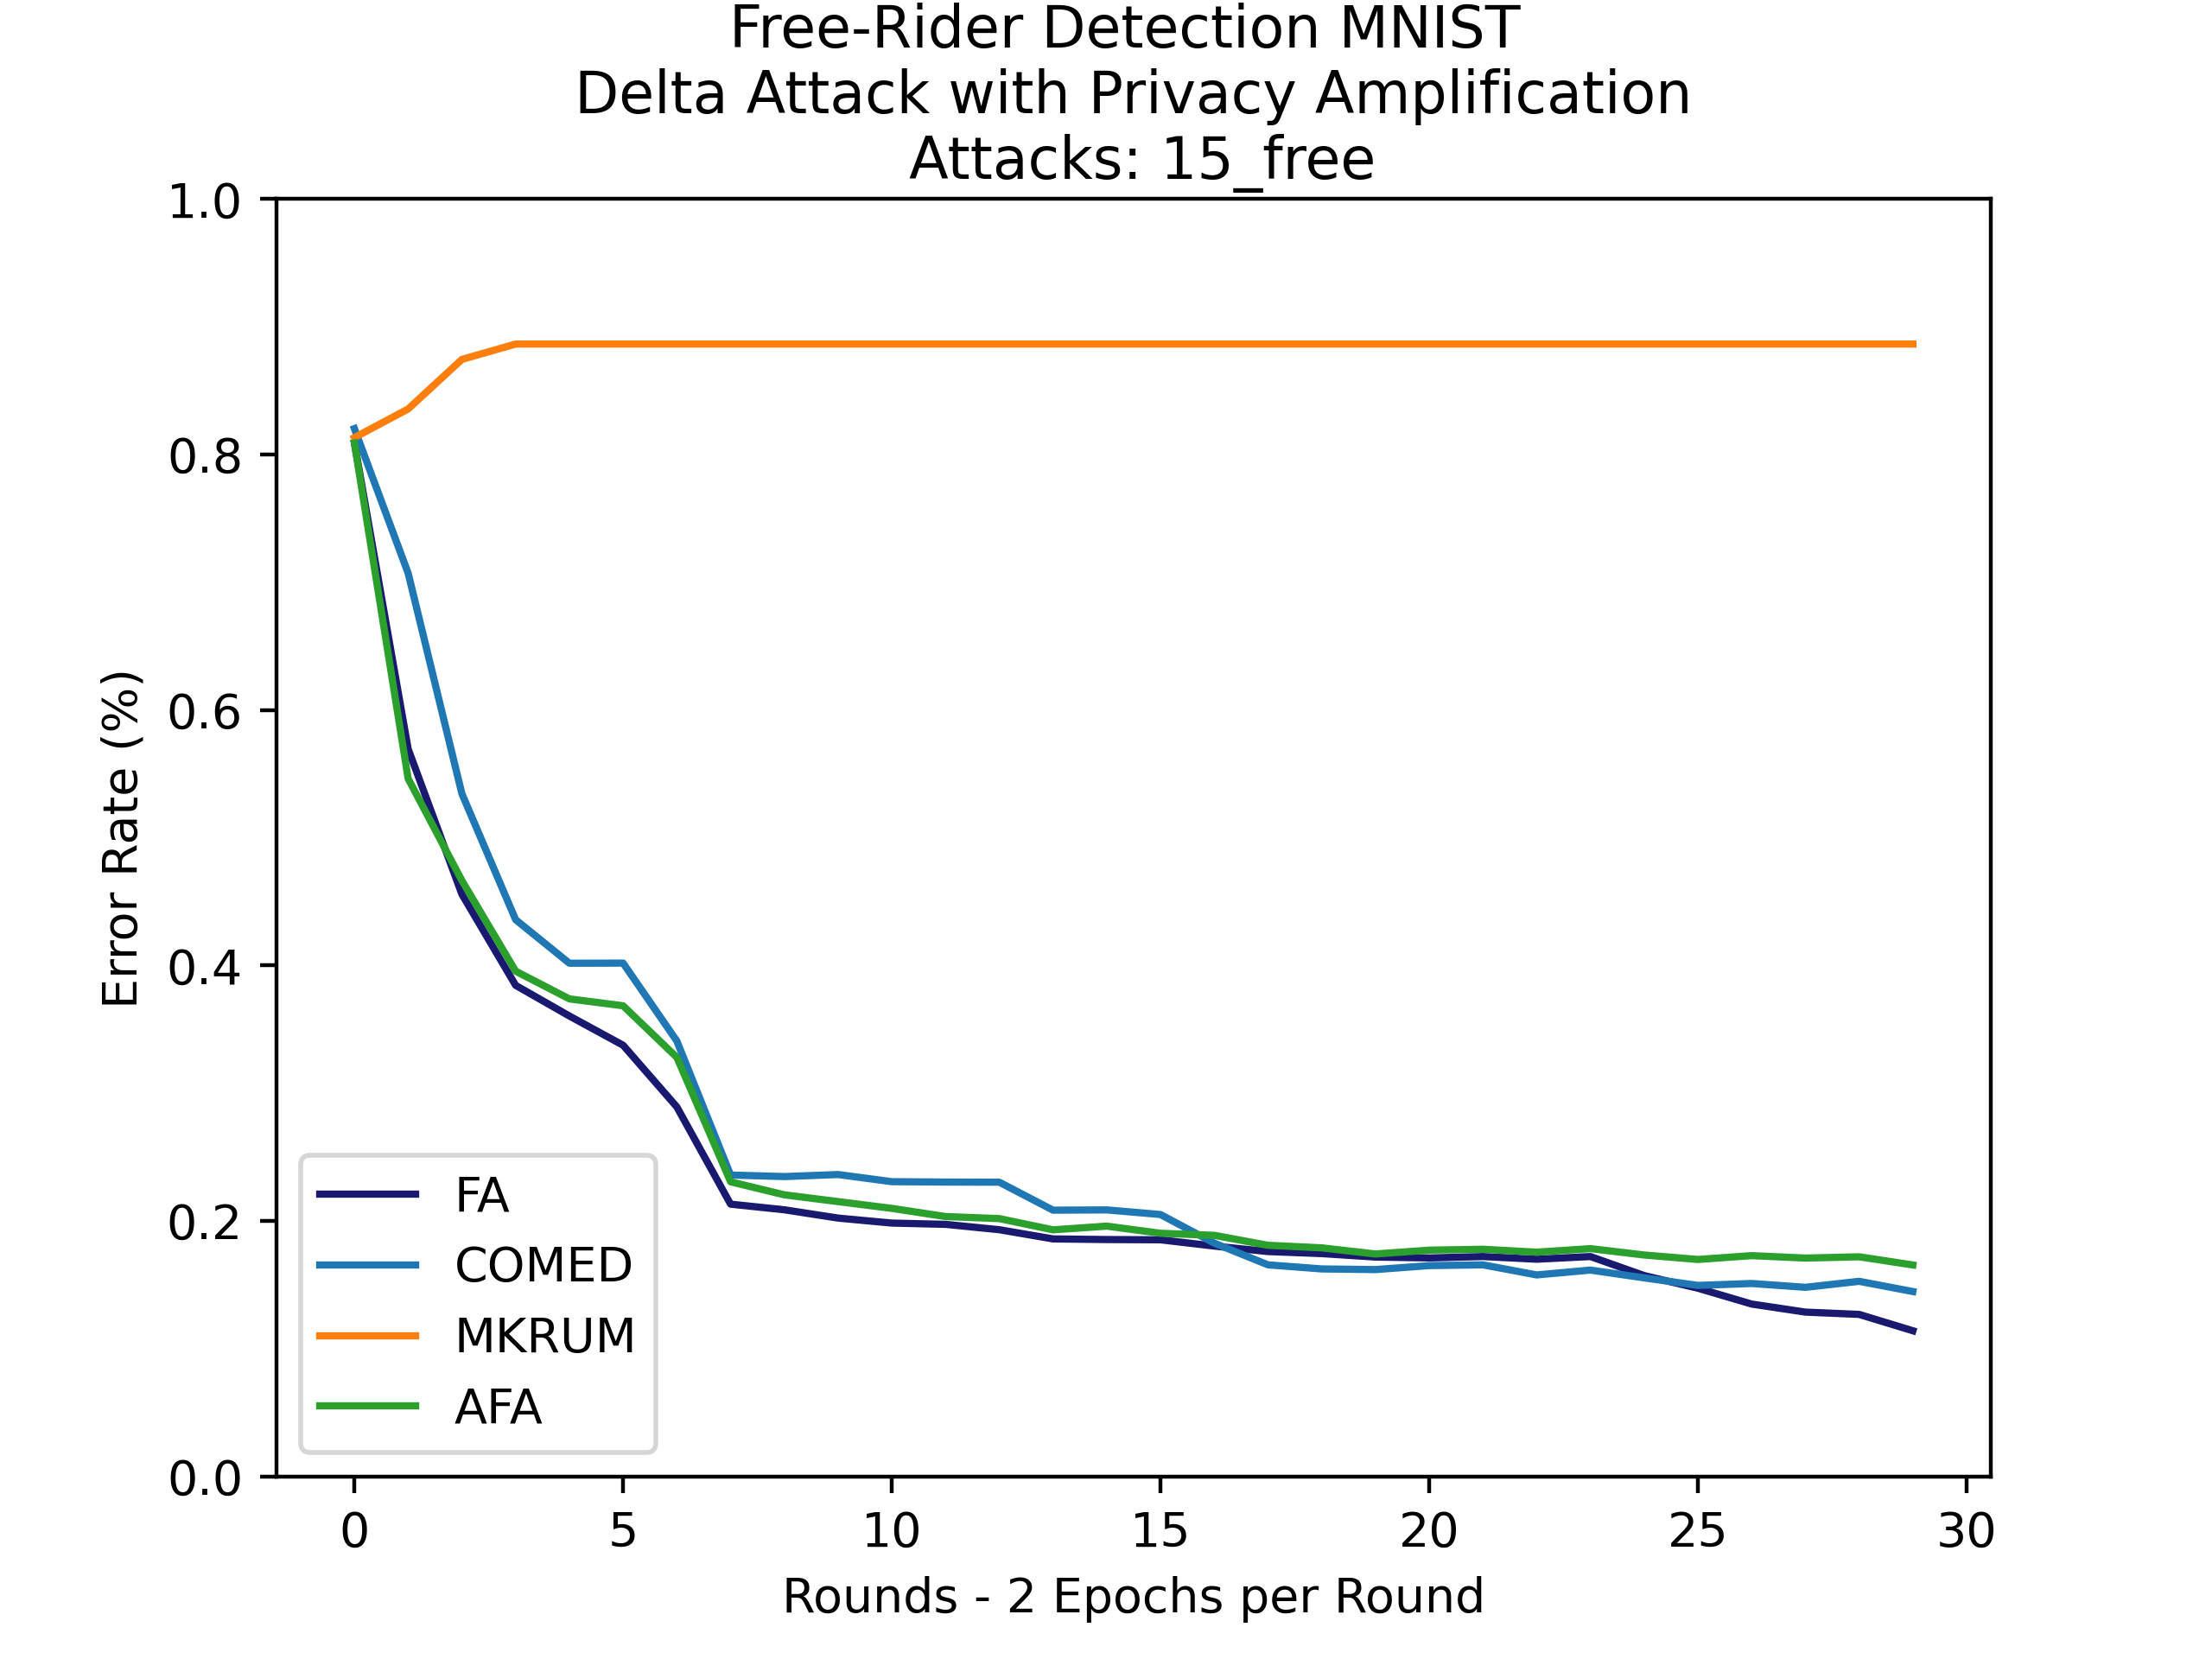 Free-Rider Detection MNIST
Delta Attack with Privacy Amplification
Attacks: 15_free
1.0
0.8
0.6
0.4
0.2
0.0
Error Rate (%)
FA
COMED
MKRUM
AFA
0 5 10 15 20 25 30
Rounds - 2 Epochs per Round